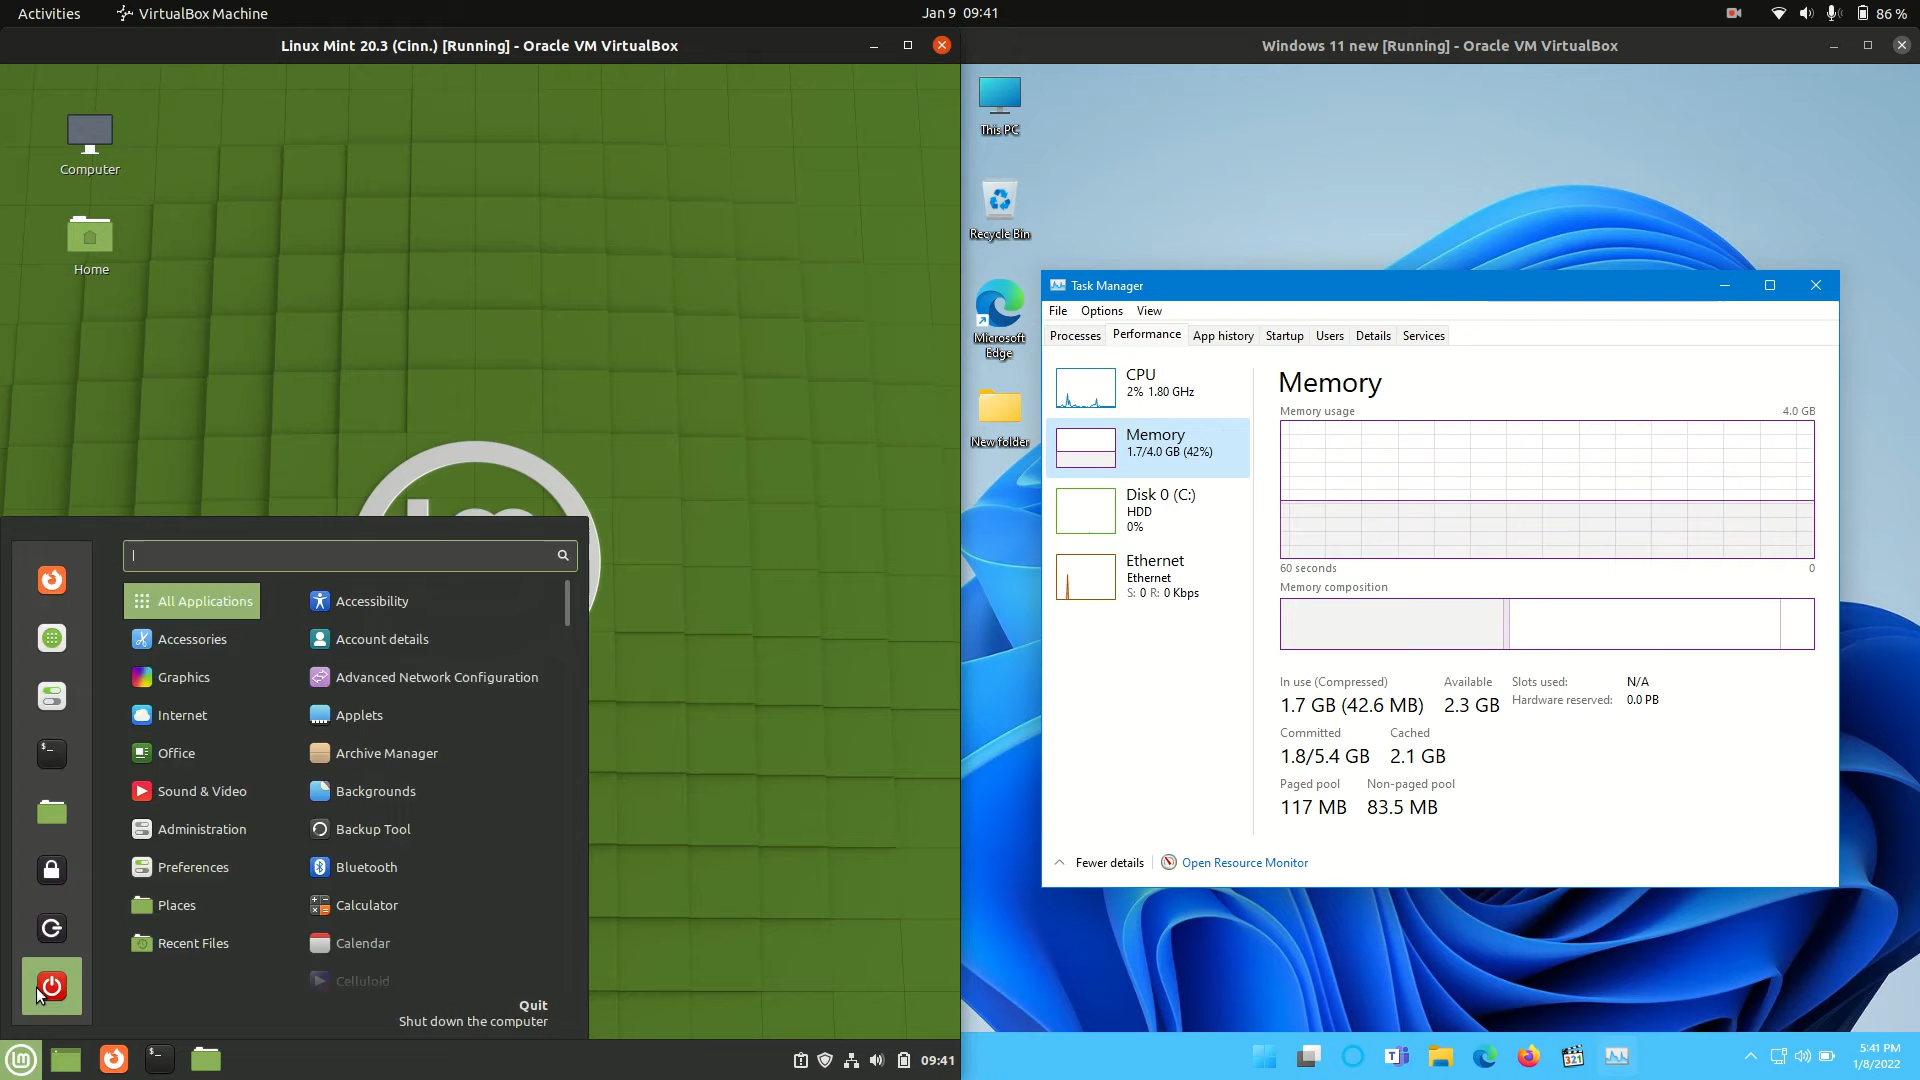 Activities
VirtualBox Machine
Jan 9 09:41
86 %
Linux Mint 20.3 (Cinn.) [Running] - Oracle VM VirtualBox
Computer
Home
All Applications
Accessories
Graphics
Internet
Office
Sound & Video
Administration
Preferences
Places
Recent Files
Accessibility
Account details
Advanced Network Configuration
Applets
Archive Manager
Backgrounds
Backup Tool
Bluetooth
Calculator
Calendar
Celluloid
Quit
Shut down the computer
09:41
Windows 11 new [Running] - Oracle VM VirtualBox
This PC
Recycle Bin
Microsoft
Edge
New folder
Task Manager
File Options View
Processes Performance App history Startup Users Details Services
CPU
2% 1.80 GHz
Memory
1.7/4.0 GB (42%)
Disk 0 (C:)
HDD
0%
Ethernet
Ethernet
S: 0 R: 0 Kbps
Memory
Memory usage 4.0 GB
60 seconds 0
Memory composition
In use (Compressed) Available Slots used: N/A
1.7 GB (42.6 MB) 2.3 GB Hardware reserved: 0.0 PB
Committed Cached
1.8/5.4 GB 2.1 GB
Paged pool Non-paged pool
117 MB 83.5 MB
Fewer details Open Resource Monitor
321
5:41 PM
1/8/2022